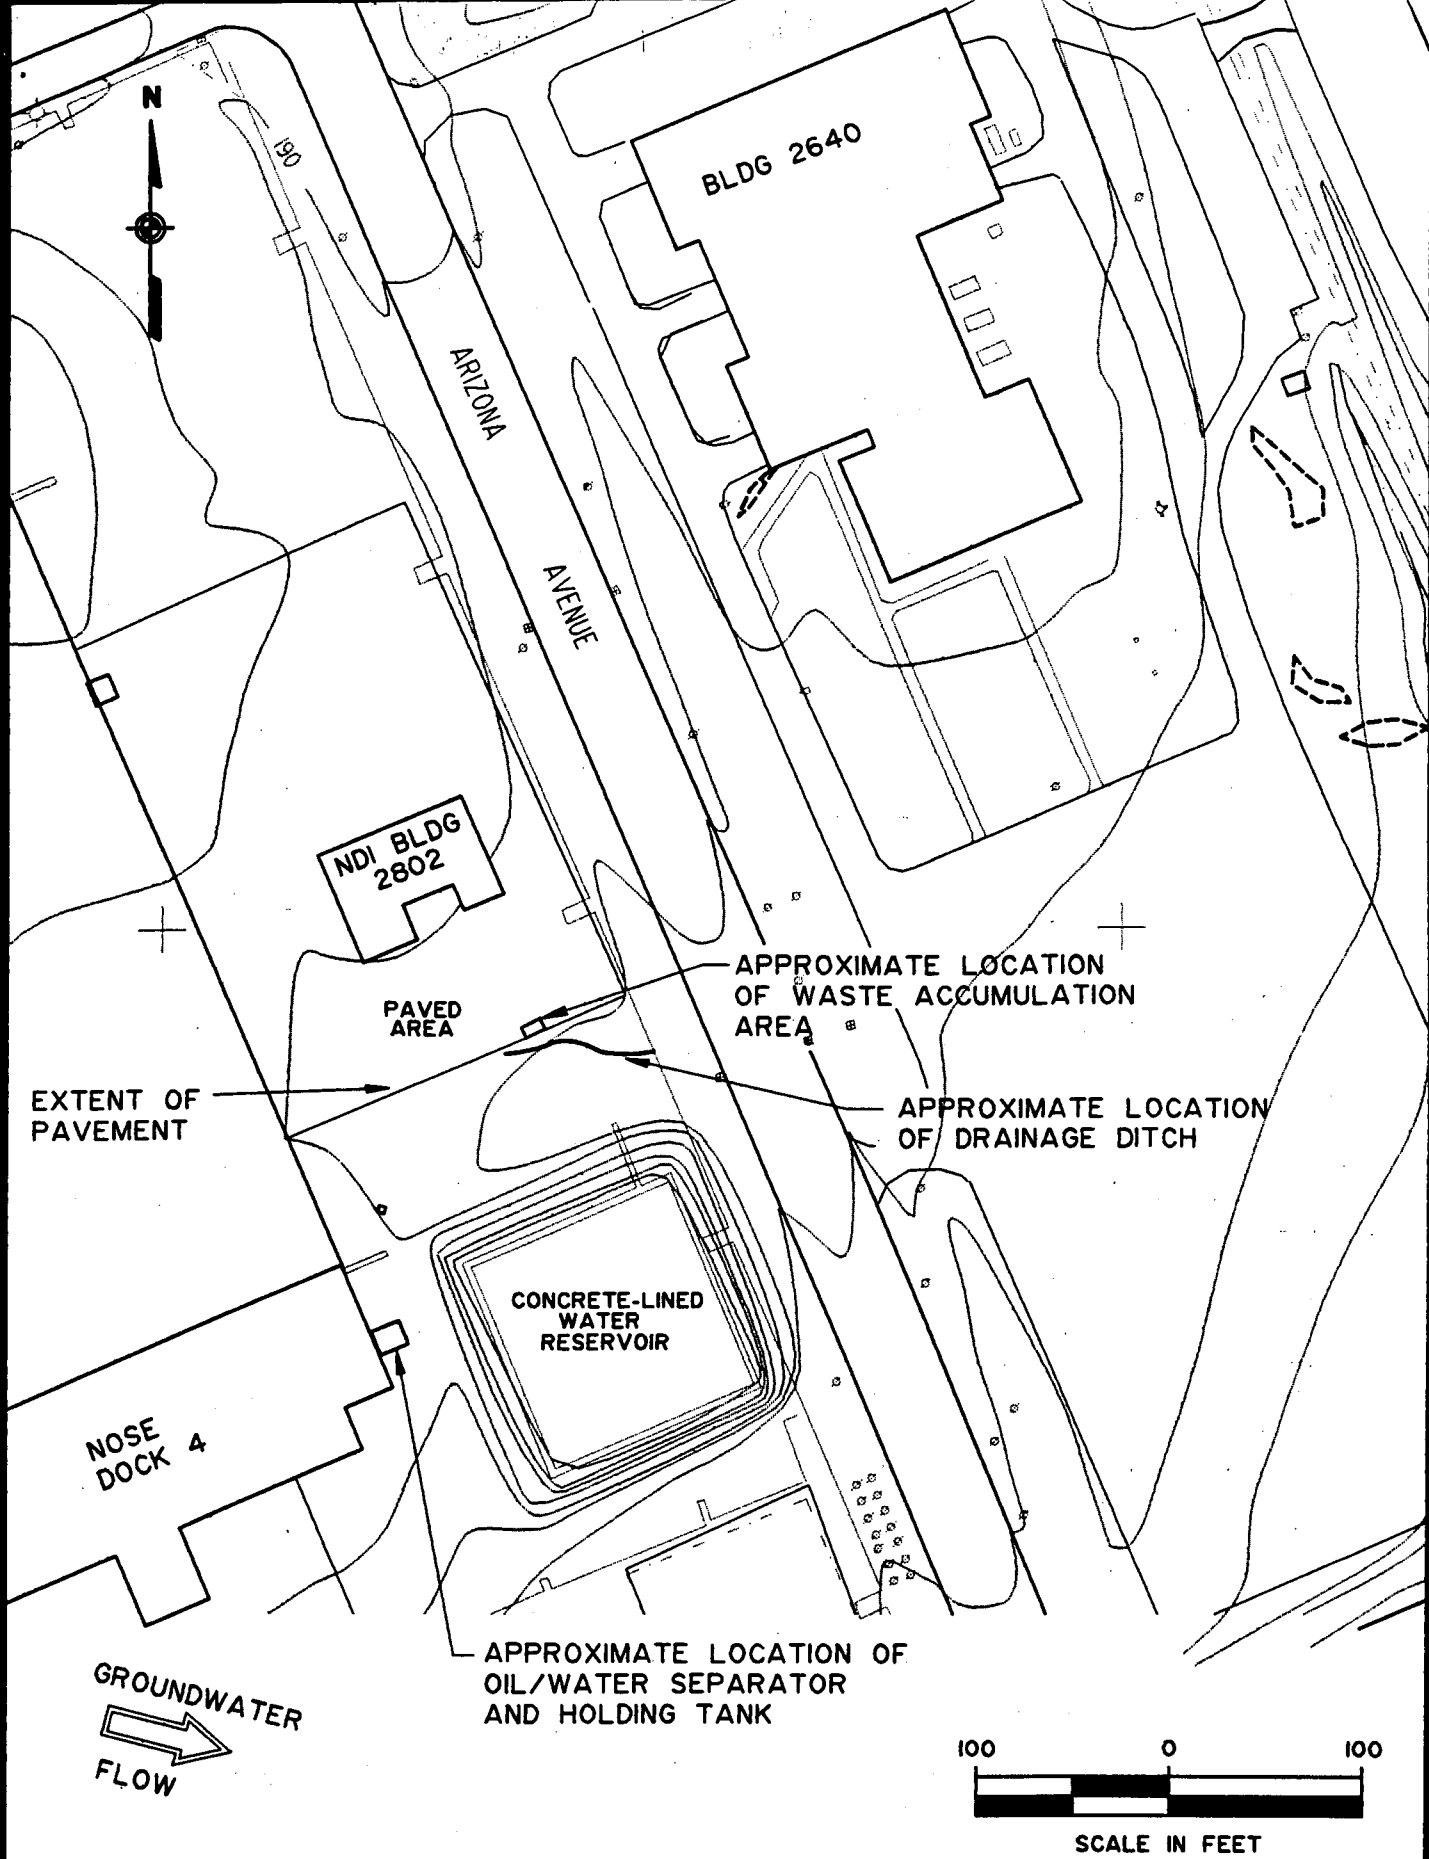 N
190
BLDG 2640
ARIZONA
AVENUE
NDI BLDG
2802
APPROXIMATE LOCATION
OF WASTE ACCUMULATION
AREA
PAVED
AREA
EXTENT OF
PAVEMENT
APPROXIMATE LOCATION
OF DRAINAGE DITCH
CONCRETE-LINED
WATER
RESERVOIR
NOSE
DOCK 4
APPROXIMATE LOCATION OF
OIL/WATER SEPARATOR
AND HOLDING TANK
GROUNDWATER
FLOW
100 0 100
SCALE IN FEET